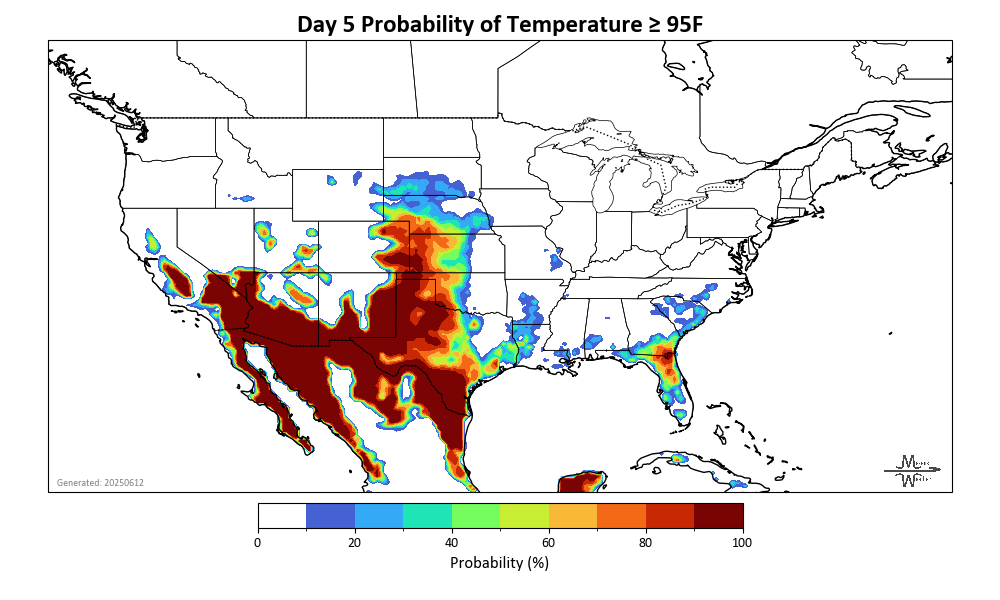 Day 5 Probability of Temperature ≥ 95F
Generated: 20250612
0 20 40 60 80 100
Probability (%)